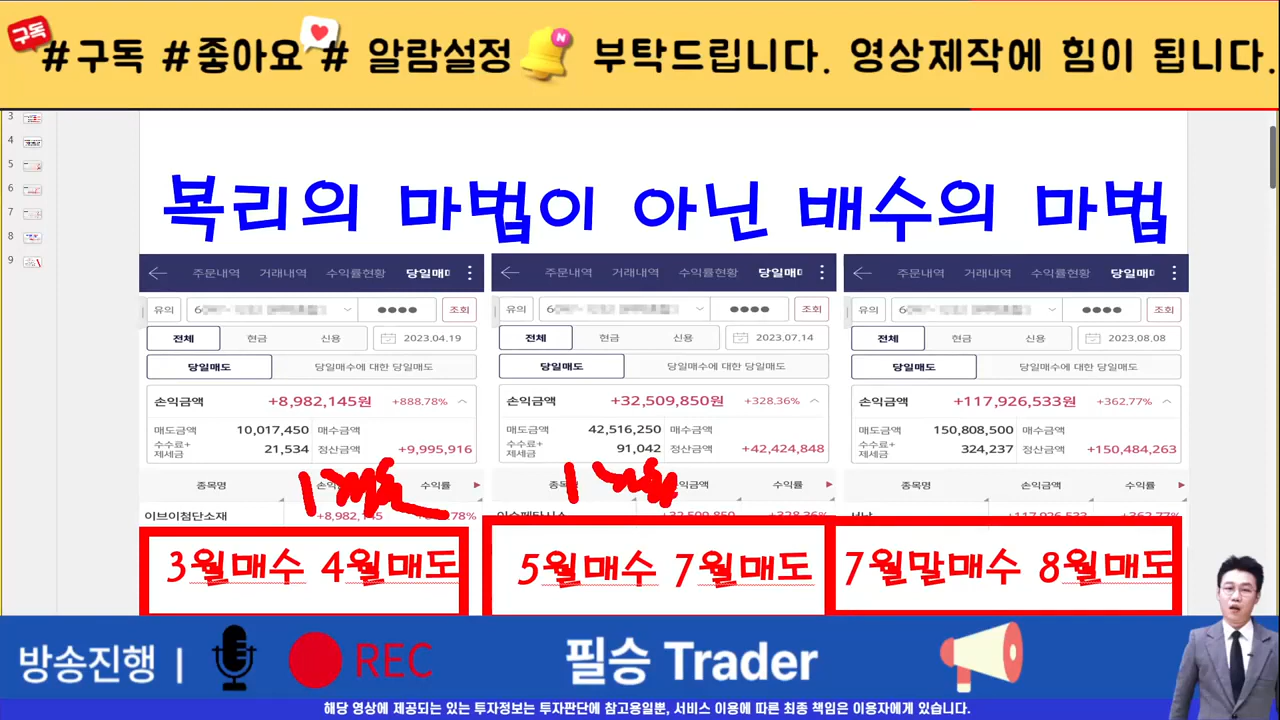 구독
#구독 #좋아요 # 알람설정 N 부탁드립니다. 영상제작에 힘이 됩니다.
3
4
5
6
7
8
9
복리의 마법이 아닌 배수의 마법
주문내역 거래내역 수익률현황 당일매
유의 6 조회
전체 현금 신용 2023.04.19
당일매도 당일매수에 대한 당일매도
손익금액 +8,982,145원 +888.78%
매도금액 10,017,450 매수금액
수수료+제세금 21,534 정산금액 +9,995,916
종목명 수익률
이브이첨단소재
3월매수 4월매도
주문내역 거래내역 수익률현황 당일매
유의 6 조회
전체 현금 신용 2023.07.14
당일매도 당일매수에 대한 당일매도
손익금액 +32,509,850원 +328.36%
매도금액 42,516,250 매수금액
수수료+제세금 91,042 정산금액 +42,424,848
수익률
5월매수 7월매도
주문내역 거래내역 수익률현황 당일매
유의 6 조회
전체 현금 신용 2023.08.08
당일매도 당일매수에 대한 당일매도
손익금액 +117,926,533원 +362.77%
매도금액 150,808,500 매수금액
수수료+제세금 324,237 정산금액 +150,484,263
종목명 손익금액 수익률
7월말매수 8월매도
방송진행 | REC 필승 Trader
해당 영상에 제공되는 있는 투자정보는 투자판단에 참고용일뿐, 서비스 이용에 따른 최종 책임은 이용자에게 있습니다.